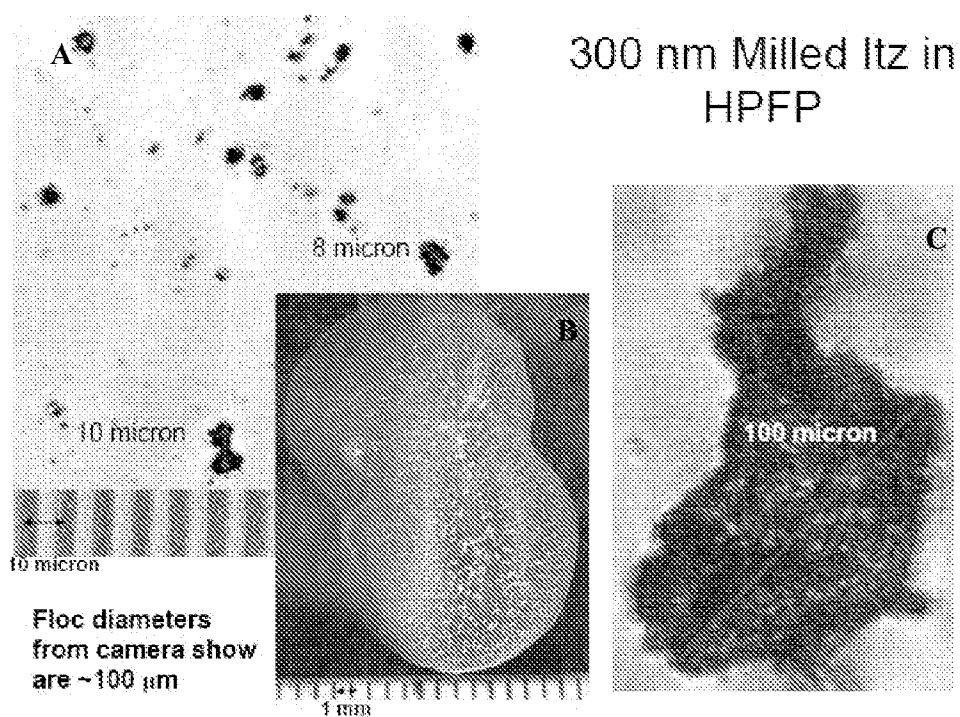 A
300 nm Milled Itz in
HPFP
8 micron
C
B
10 micron
100 micron
10 micron
Floc diameters
from camera show
are ~100 μm
1 mm